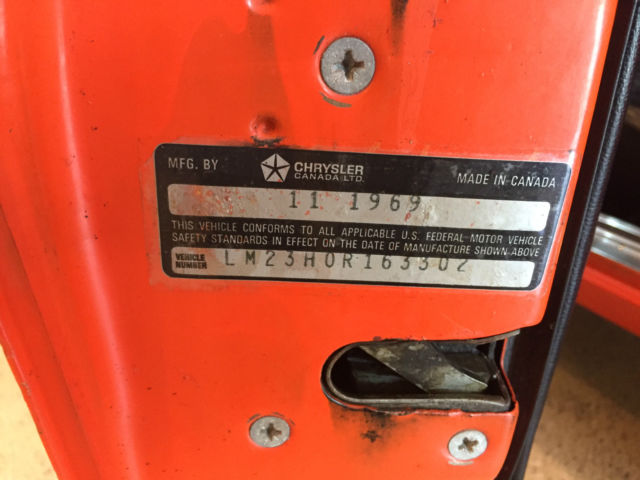 MFG. BY CHRYSLER MADE IN CANADA
CANADA LTD.
11 1969
THIS VEHICLE CONFORMS TO ALL APPLICABLE U.S. FEDERAL MOTOR VEHICLE
SAFETY STANDARDS IN EFFECT ON THE DATE OF MANUFACTURE SHOWN ABOVE
VEHICLE NUMBER LM23H0R163302